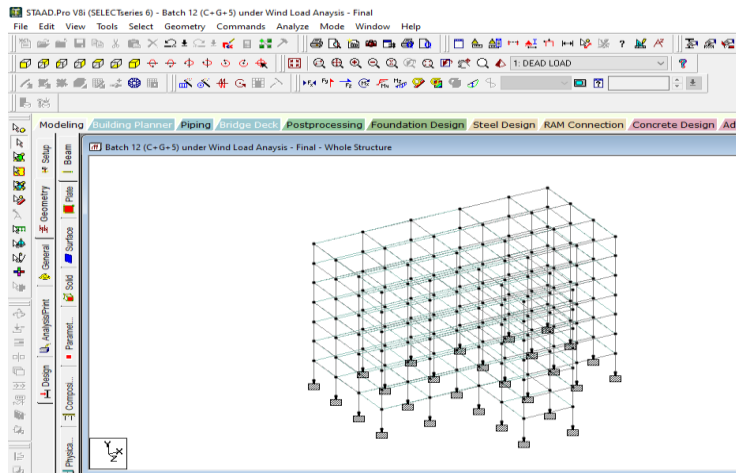 STAAD.Pro V8i (SELECTseries 6) - Batch 12 (C+G+5) under Wind Load Anaysis - Final
File Edit View Tools Select Geometry Commands Analyze Mode Window Help
1: DEAD LOAD
Modeling Building Planner Piping Bridge Deck Postprocessing Foundation Design Steel Design RAM Connection Concrete Design Ad
Batch 12 (C+G+5) under Wind Load Anaysis - Final - Whole Structure
Setup
Geometry
General
Analysis/Print
Design
Beam
Plate
Surface
Solid
Paramet...
Composi...
Physica...
Y
X
Z